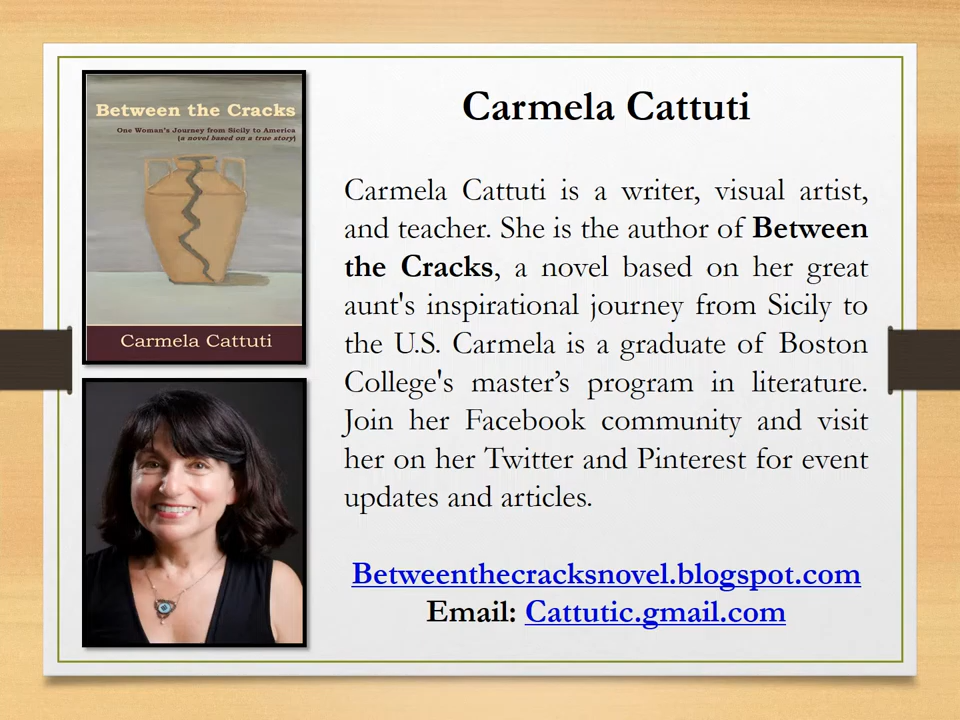 Between the Cracks
One Woman's Journey from Sicily to America
(a novel based on a true story)
Carmela Cattuti
Carmela Cattuti
Carmela Cattuti is a writer, visual artist,
and teacher. She is the author of Between
the Cracks, a novel based on her great
aunt's inspirational journey from Sicily to
the U.S. Carmela is a graduate of Boston
College's master’s program in literature.
Join her Facebook community and visit
her on her Twitter and Pinterest for event
updates and articles.
Betweenthecracksnovel.blogspot.com
Email: Cattutic.gmail.com